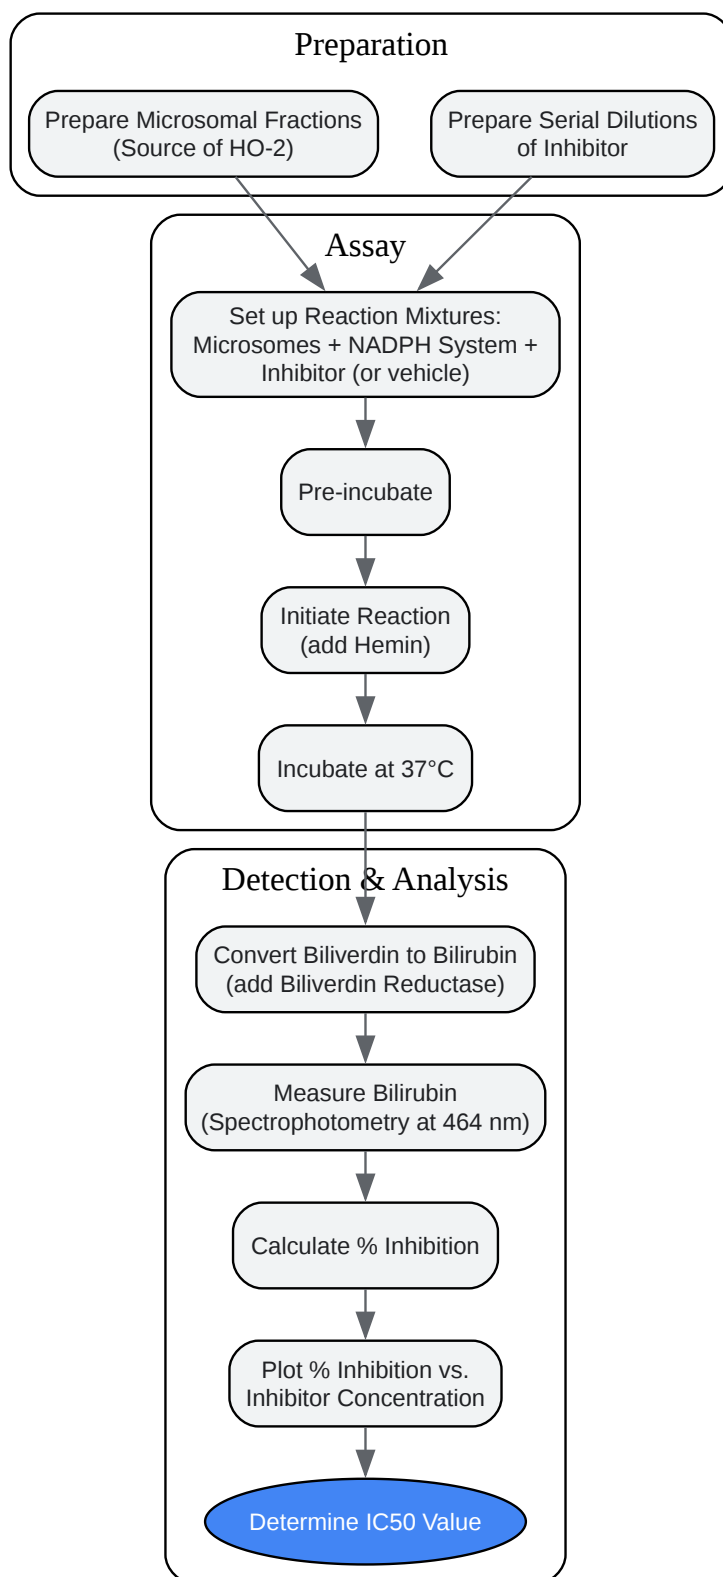 Preparation
Prepare Microsomal Fractions
(Source of HO-2)
Prepare Serial Dilutions
of Inhibitor
Assay
Set up Reaction Mixtures:
Microsomes + NADPH System +
Inhibitor (or vehicle)
Pre-incubate
Initiate Reaction
(add Hemin)
Incubate at 37°C
Detection & Analysis
Convert Biliverdin to Bilirubin
(add Biliverdin Reductase)
Measure Bilirubin
(Spectrophotometry at 464 nm)
Calculate % Inhibition
Plot % Inhibition vs.
Inhibitor Concentration
Determine IC50 Value